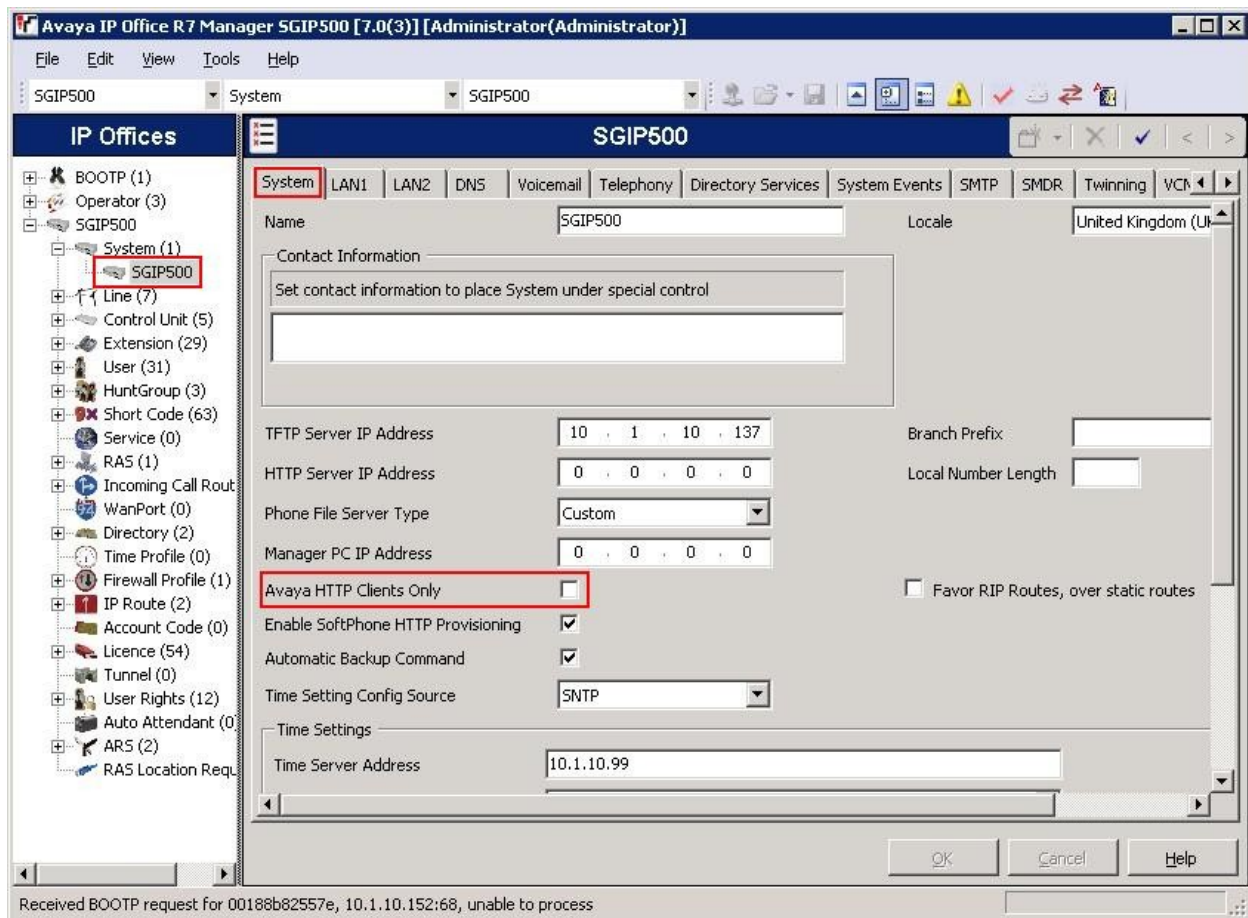 Avaya IP Office R7 Manager SGIP500 [7.0(3)] [Administrator(Administrator)]
File Edit View Tools Help
SGIP500 System SGIP500
IP Offices
BOOTP (1)
Operator (3)
SGIP500
System (1)
SGIP500
Line (7)
Control Unit (5)
Extension (29)
User (31)
HuntGroup (3)
Short Code (63)
Service (0)
RAS (1)
Incoming Call Rout
WanPort (0)
Directory (2)
Time Profile (0)
Firewall Profile (1)
IP Route (2)
Account Code (0)
Licence (54)
Tunnel (0)
User Rights (12)
Auto Attendant (0
ARS (2)
RAS Location Requ
SGIP500
System LAN1 LAN2 DNS Voicemail Telephony Directory Services System Events SMTP SMDR Twinning VCM
Name SGIP500 Locale United Kingdom (UK
Contact Information
Set contact information to place System under special control
TFTP Server IP Address 10 . 1 . 10 . 137 Branch Prefix
HTTP Server IP Address 0 . 0 . 0 . 0 Local Number Length
Phone File Server Type Custom
Manager PC IP Address 0 . 0 . 0 . 0
Avaya HTTP Clients Only Favor RIP Routes, over static routes
Enable SoftPhone HTTP Provisioning
Automatic Backup Command
Time Setting Config Source SNTP
Time Settings
Time Server Address 10.1.10.99
OK Cancel Help
Received BOOTP request for 00188b82557e, 10.1.10.152:68, unable to process